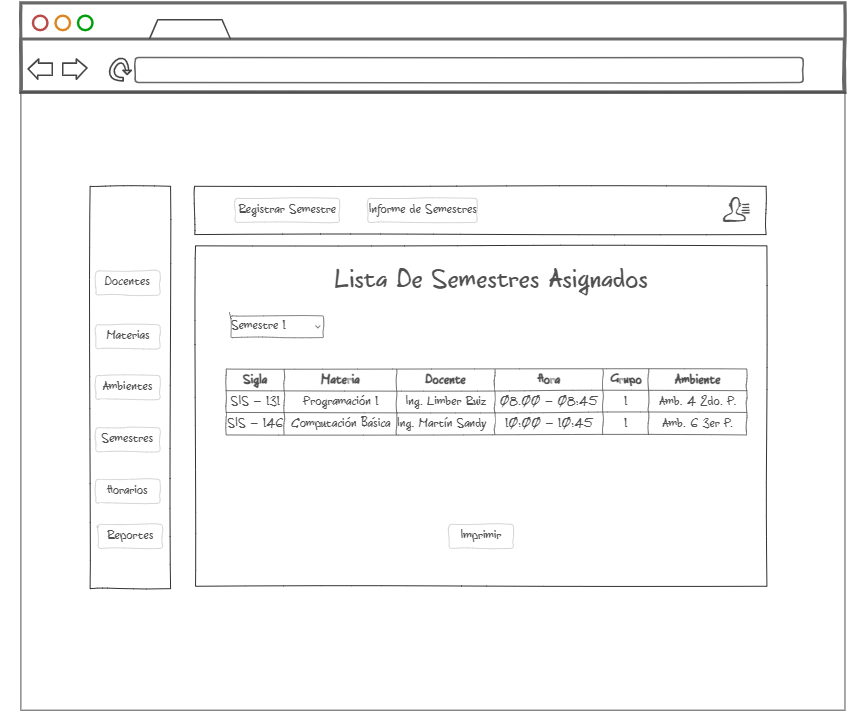 Registrar Semestre
Informe de Semestres
Docentes
Materias
Ambientes
Semestres
Horarios
Reportes
Lista De Semestres Asignados
Semestre 1
Sigla Materia Docente Hora Grupo Ambiente
SIS - 131 Programación 1 Ing. Limber Ruiz 08:00 - 08:45 1 Amb. 4 2do. P.
SIS - 146 Computación Básica Ing. Martín Sandy 10:00 - 10:45 1 Amb. 6 3er P.
Imprimir